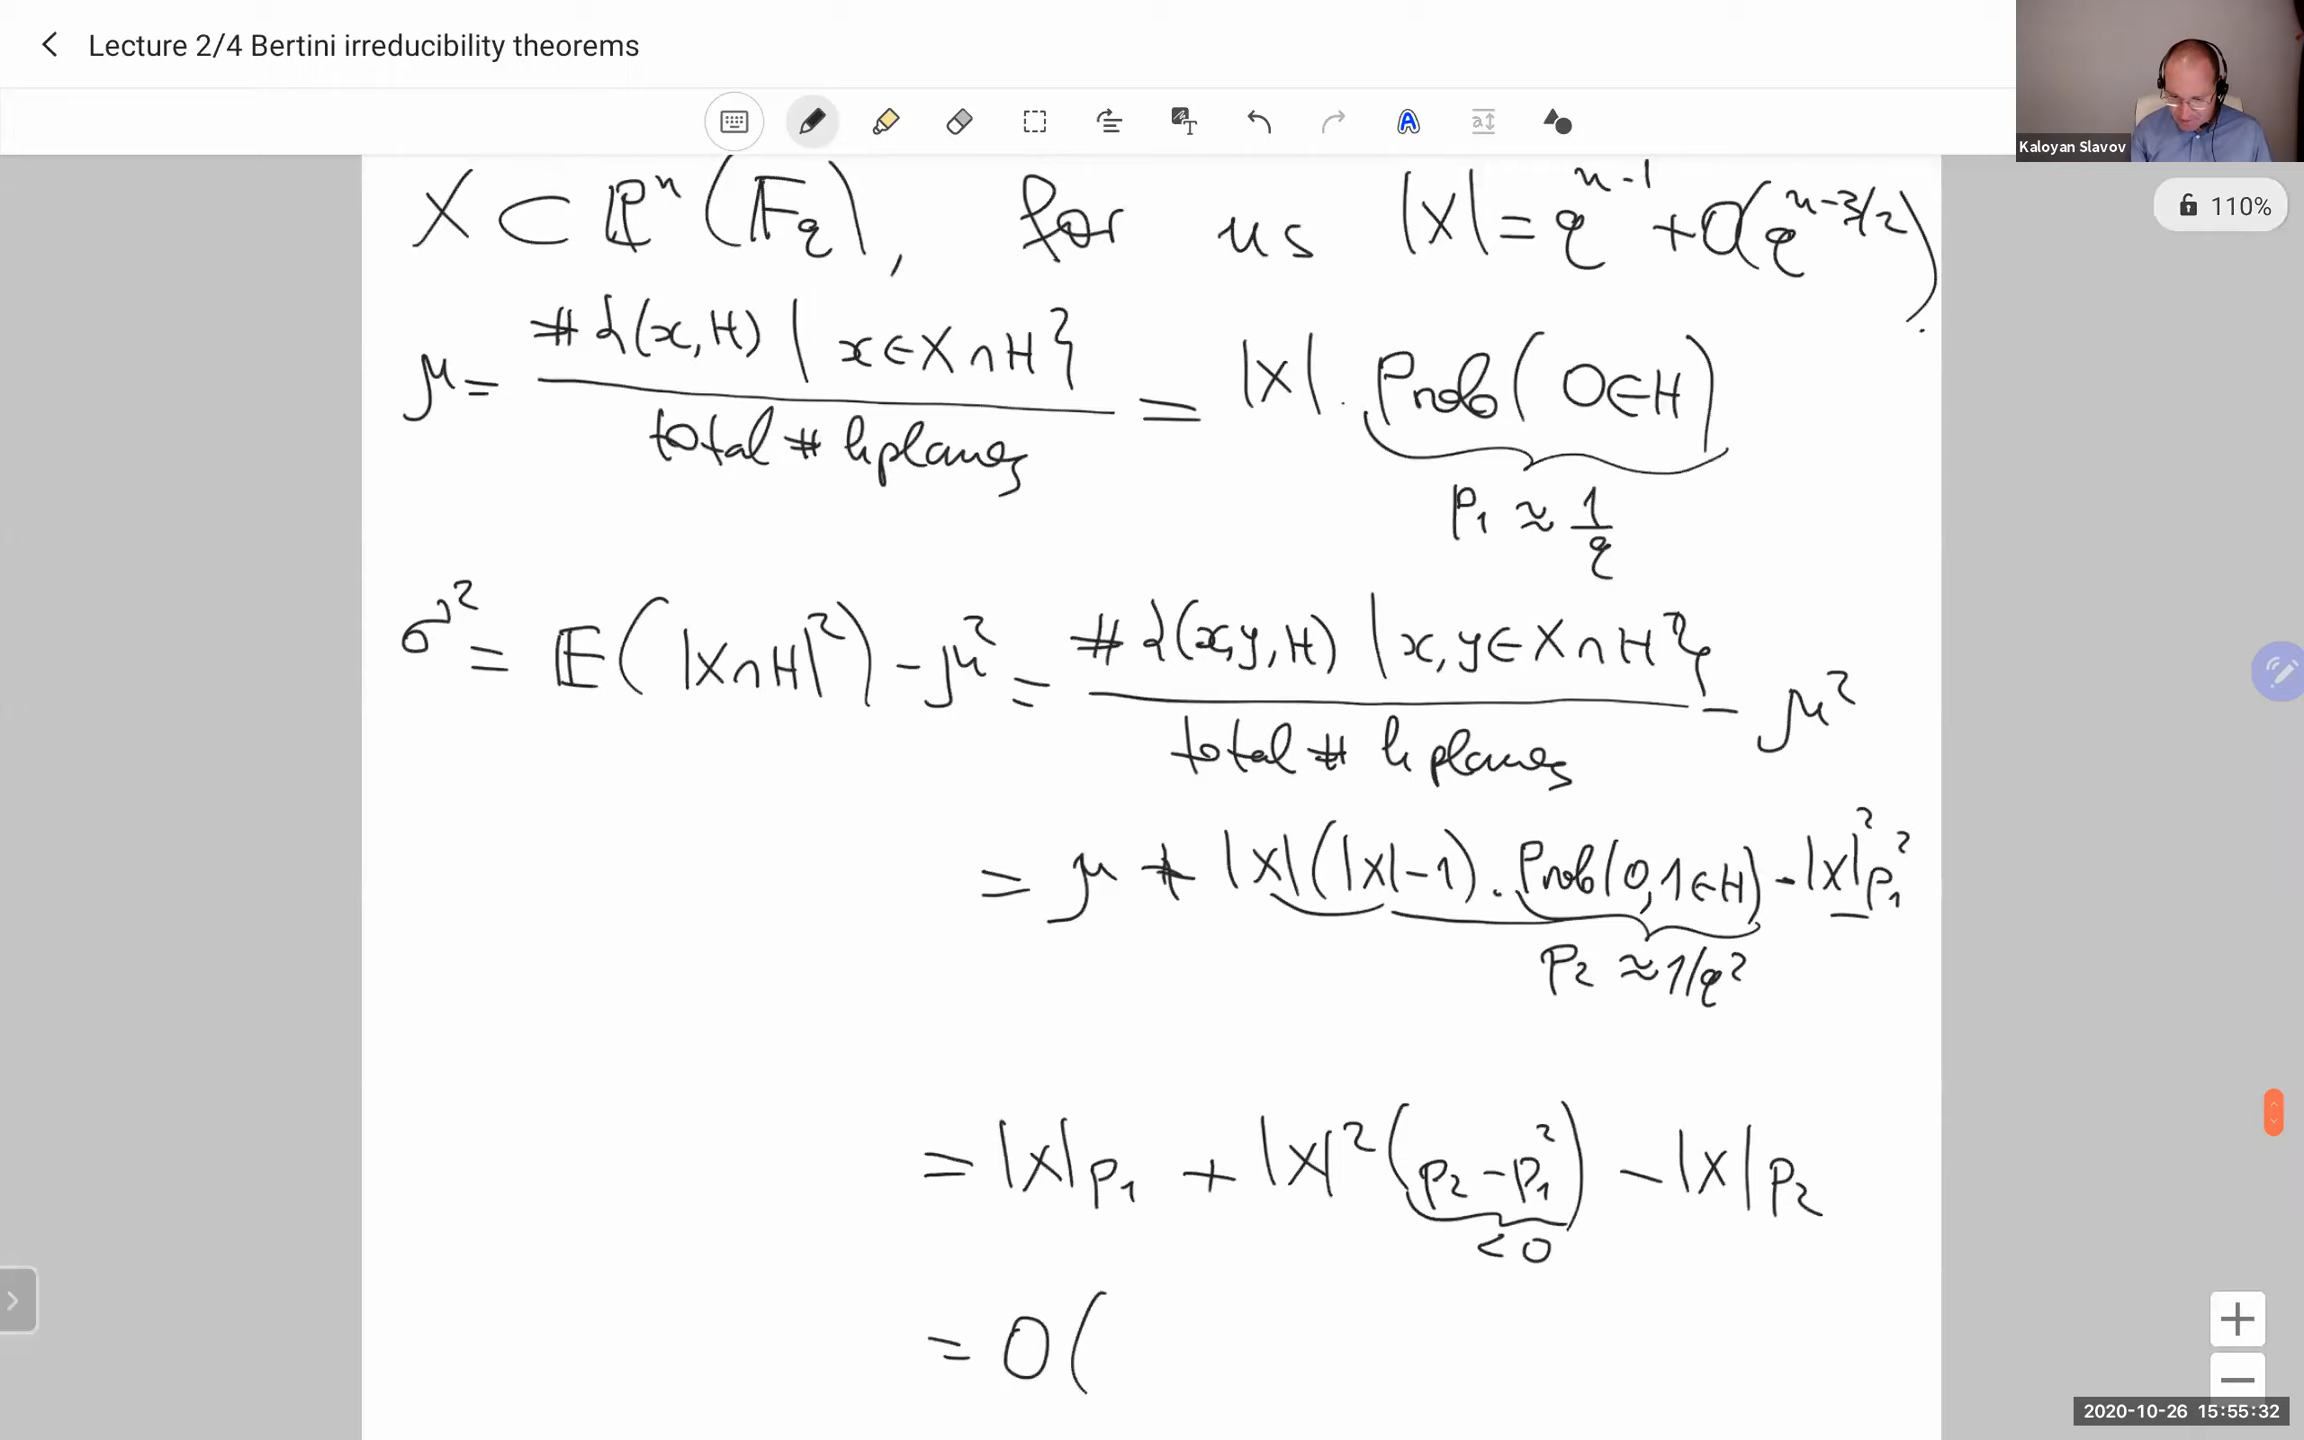 Lecture 2/4 Bertini irreducibility theorems
Kaloyan Slavov
110%
X ⊂ ℙⁿ(𝔽_q), for us |X| = q^{n-1} + O(q^{n-3/2}).
μ = #{(x,H) | x∈X∩H} / total # hplanes = |X|. Prob(0∈H)
p₁ ≈ 1/q
σ² = 𝔼(|X∩H|²) - μ² = #{(x,y,H) | x,y∈X∩H} / total # hplanes - μ²
= μ + |X|(|X|-1). Prob(0,1∈H) - |X|²p₁²
p₂ ≈ 1/q²
= |X|p₁ + |X|²(p₂ - p₁²) - |X|p₂
< 0
= O(
2020-10-26 15:55:32